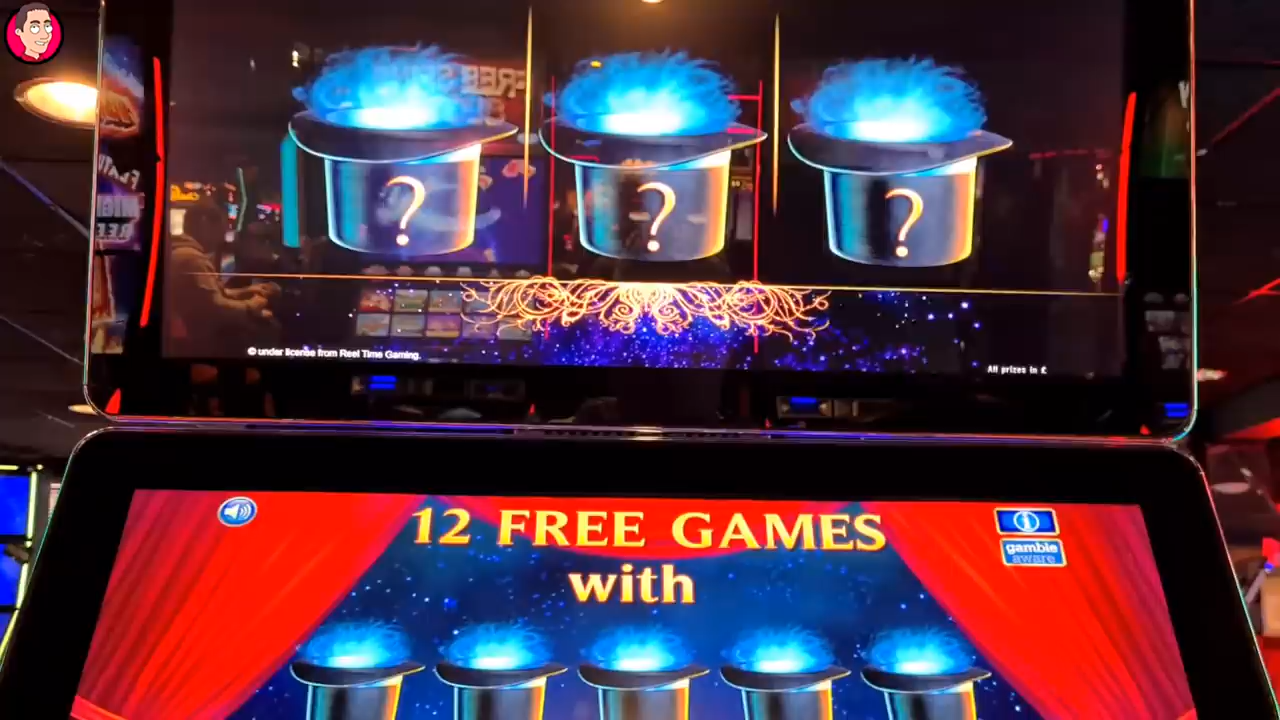 ?
?
?
© under license from Reel Time Gaming.
All prizes in £
12 FREE GAMES
with
gamble
aware